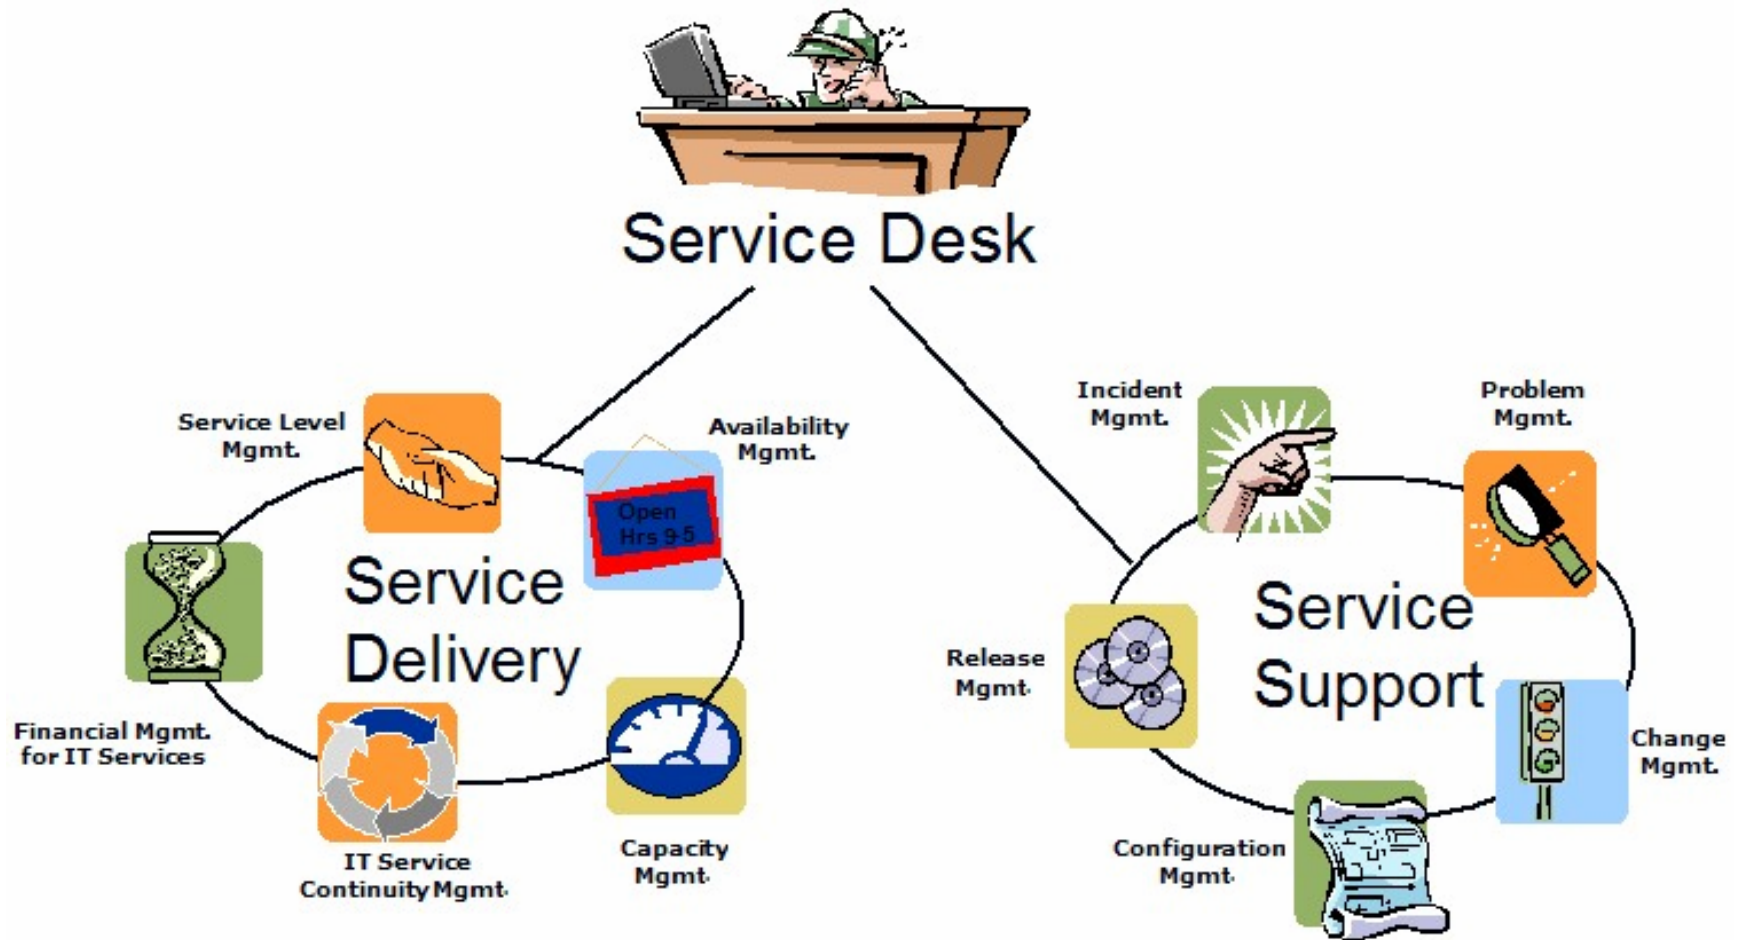 Service Desk
Service Level
Mgmt.
Availability
Mgmt.
Open
Hrs 9-5
Service
Delivery
Financial Mgmt.
for IT Services
IT Service
Continuity Mgmt.
Capacity
Mgmt.
Incident
Mgmt.
Problem
Mgmt.
Service
Support
Release
Mgmt.
Change
Mgmt.
Configuration
Mgmt.